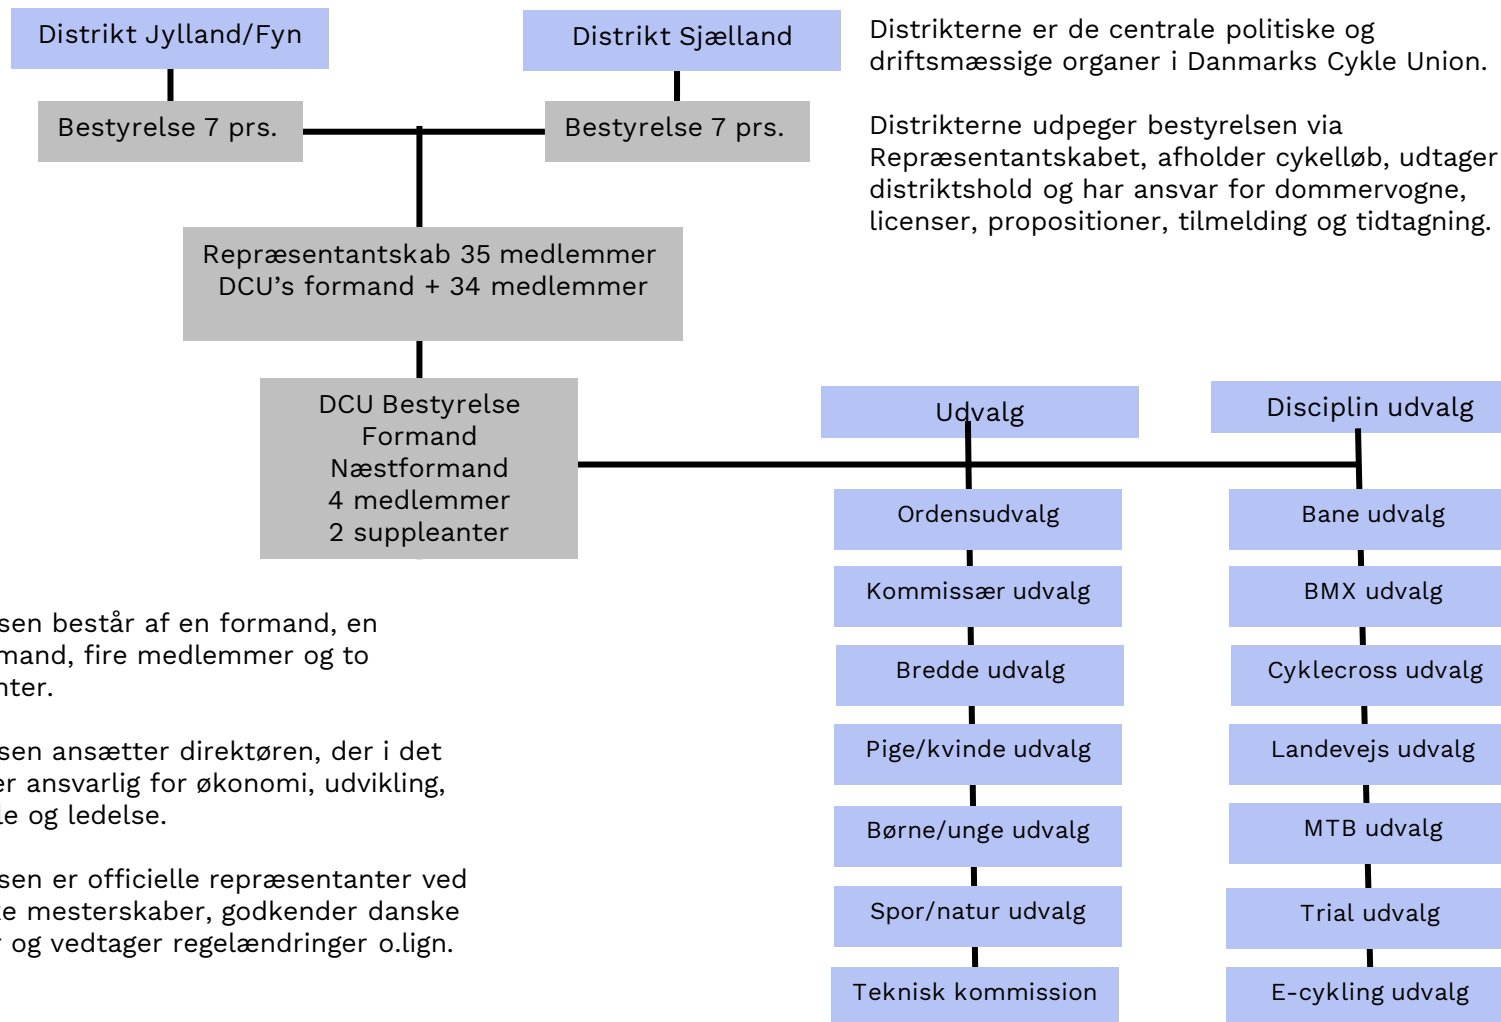 Distrikt Jylland/Fyn
Distrikt Sjælland
Bestyrelse 7 prs.
Bestyrelse 7 prs.
Distrikterne er de centrale politiske og
driftsmæssige organer i Danmarks Cykle Union.
Distrikterne udpeger bestyrelsen via
Repræsentantskabet, afholder cykelløb, udtager
distriktshold og har ansvar for dommervogne,
licenser, propositioner, tilmelding og tidtagning.
Repræsentantskab 35 medlemmer
DCU's formand + 34 medlemmer
DCU Bestyrelse
Formand
Næstformand
4 medlemmer
2 suppleanter
Udvalg
Ordensudvalg
Kommissær udvalg
Bredde udvalg
Pige/kvinde udvalg
Børne/unge udvalg
Spor/natur udvalg
Teknisk kommission
Disciplin udvalg
Bane udvalg
BMX udvalg
Cyklecross udvalg
Landevejs udvalg
MTB udvalg
Trial udvalg
E-cykling udvalg
består af en formand, en
fire medlemmer og to
ansætter direktøren, der i det
er ansvarlig for økonomi, udvikling,
og ledelse.
er officielle repræsentanter ved
mesterskaber, godkender danske
og vedtager regelændringer o.lign.